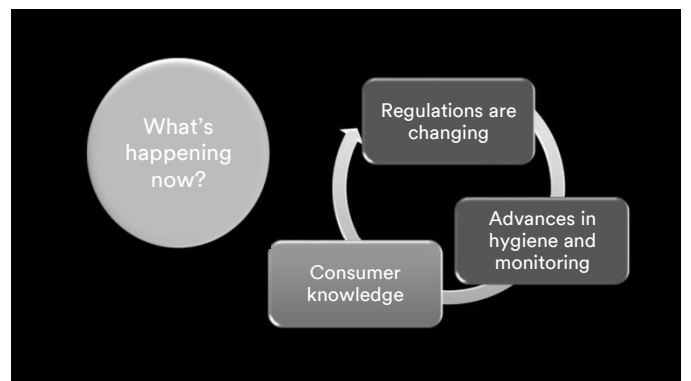 What's
happening
now?
Regulations are
changing
Advances in
hygiene and
monitoring
Consumer
knowledge